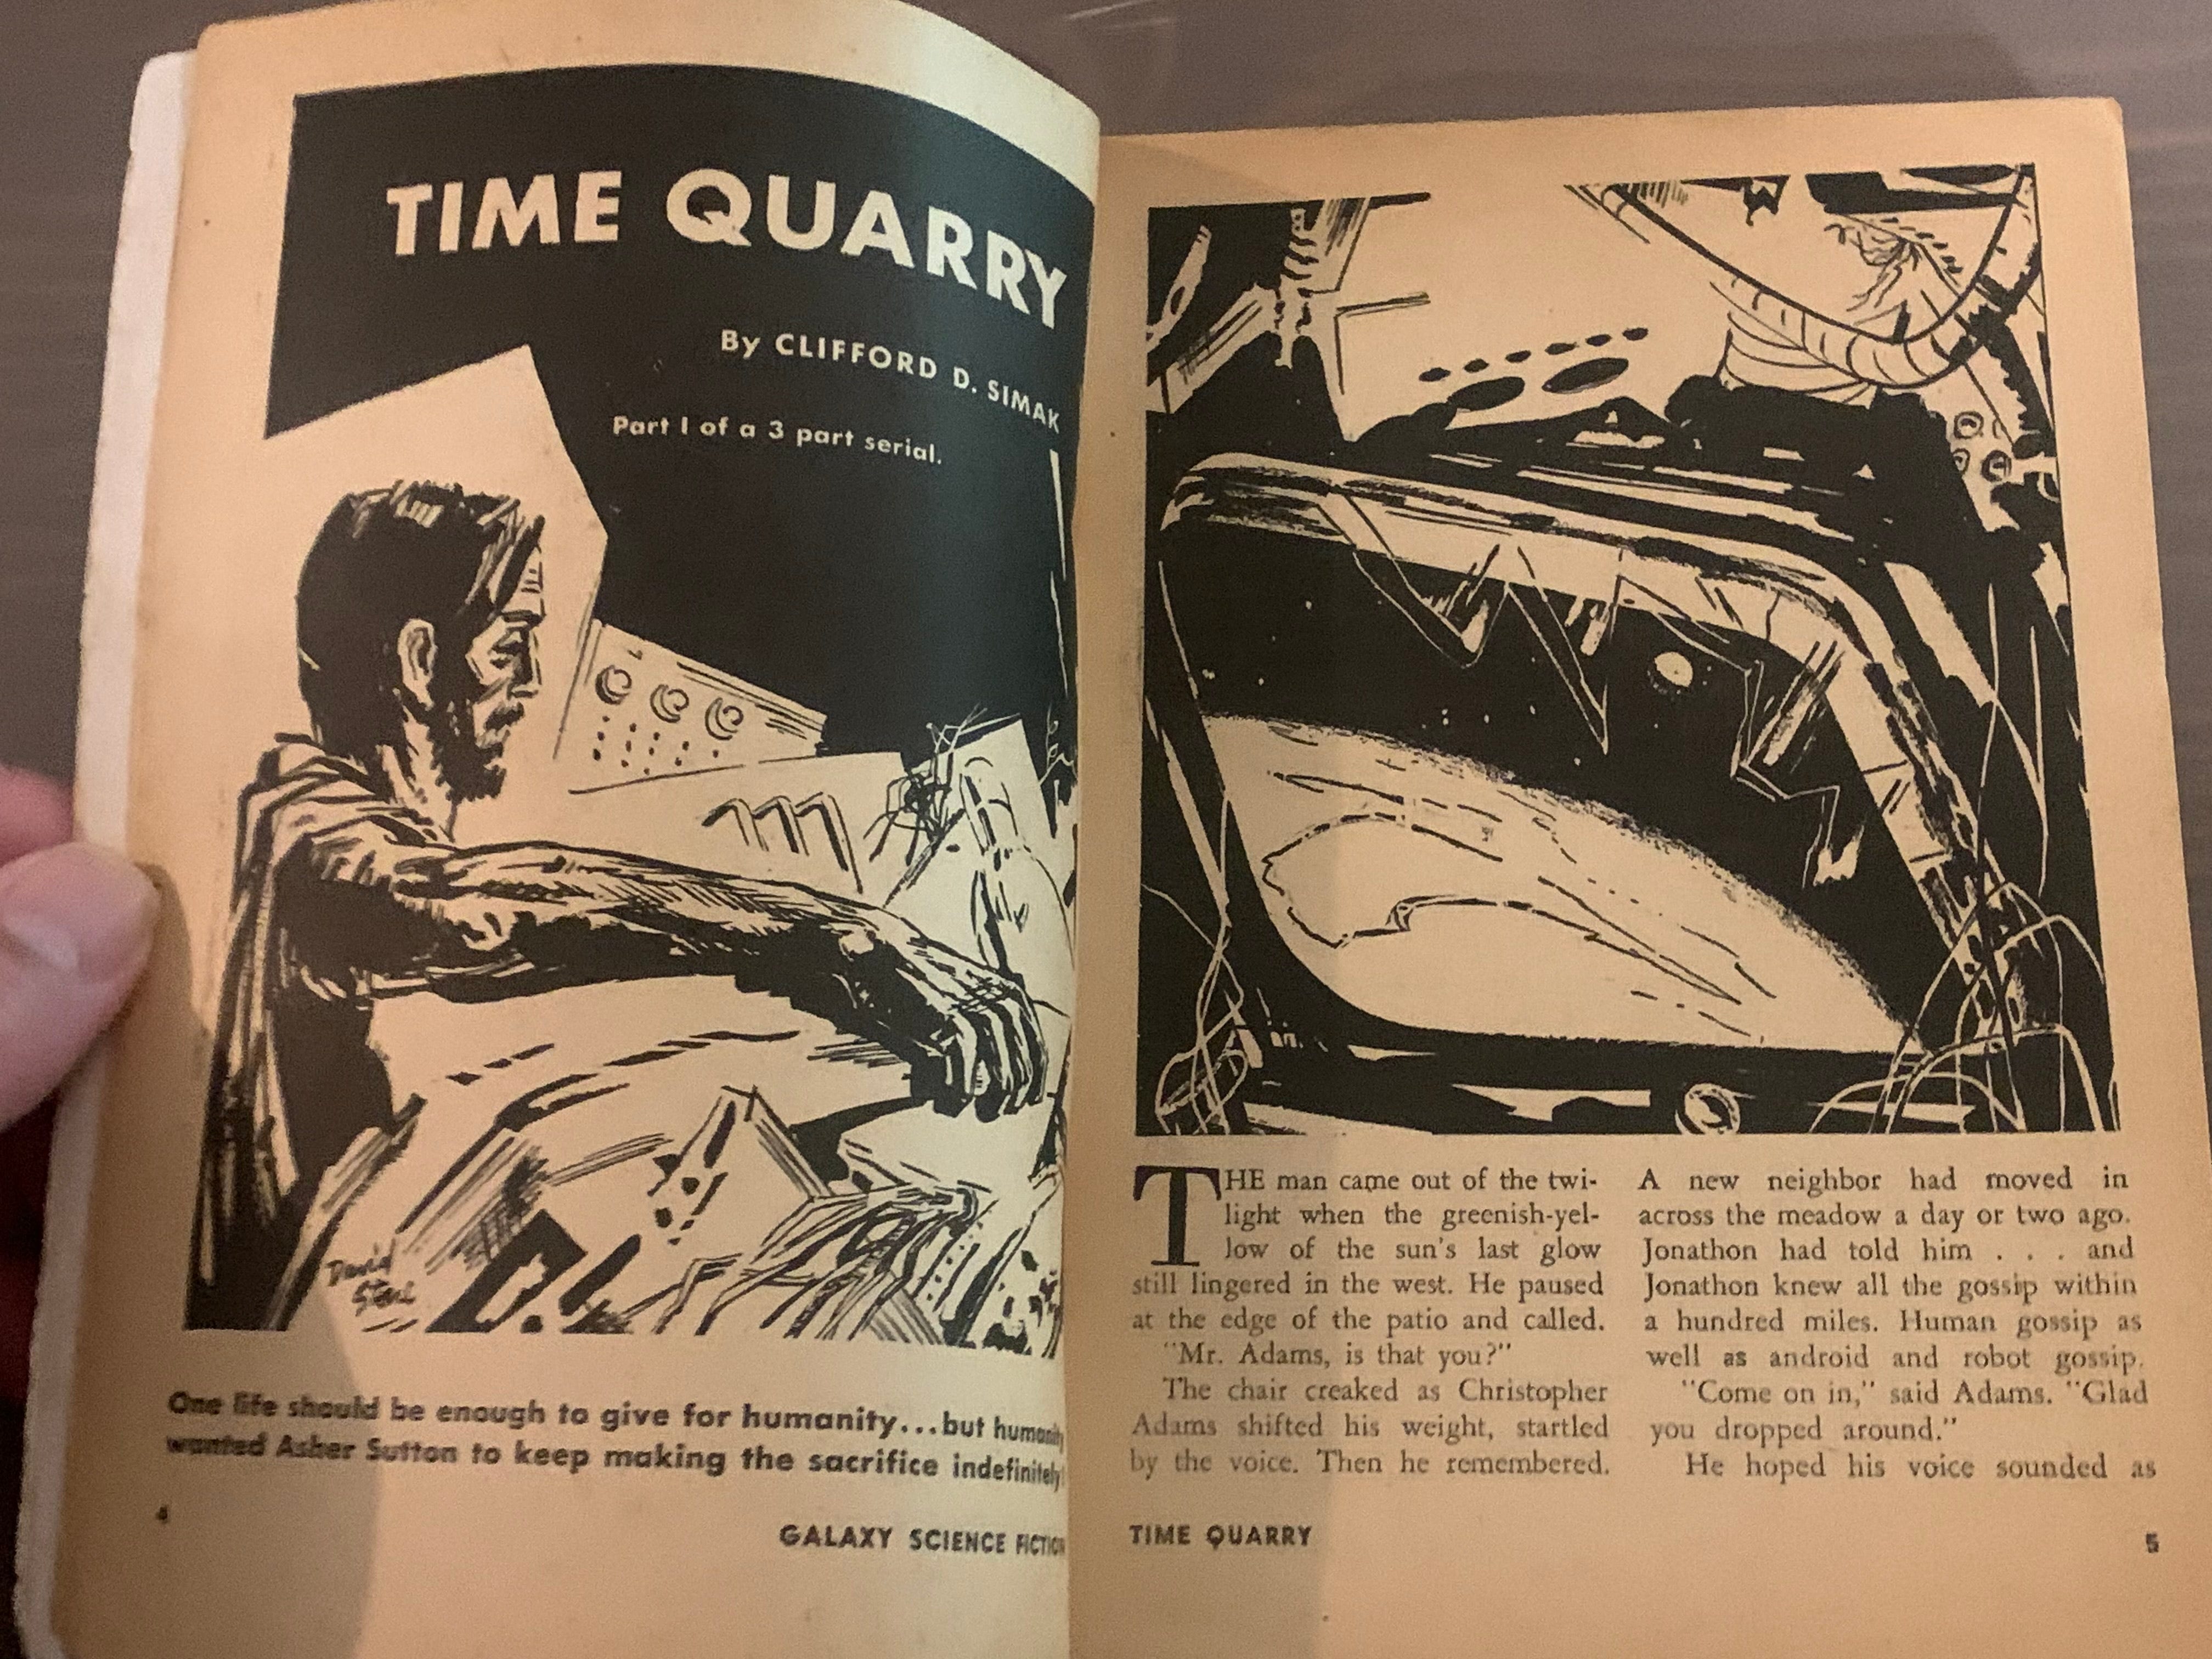 TIME QUARRY
By CLIFFORD D. SIMAK
Part I of a 3 part serial.
David
Stone
One life should be enough to give for humanity...but humanity
wanted Asher Sutton to keep making the sacrifice indefinitely!
4
GALAXY SCIENCE FICTION
THE man came out of the twi-
light when the greenish-yel-
low of the sun's last glow
still lingered in the west. He paused
at the edge of the patio and called.
"Mr. Adams, is that you?"
The chair creaked as Christopher
Adams shifted his weight, startled
by the voice. Then he remembered.
A new neighbor had moved in
across the meadow a day or two ago.
Jonathon had told him . . . and
Jonathon knew all the gossip within
a hundred miles. Human gossip as
well as android and robot gossip.
"Come on in," said Adams. "Glad
you dropped around."
He hoped his voice sounded as
TIME QUARRY
5